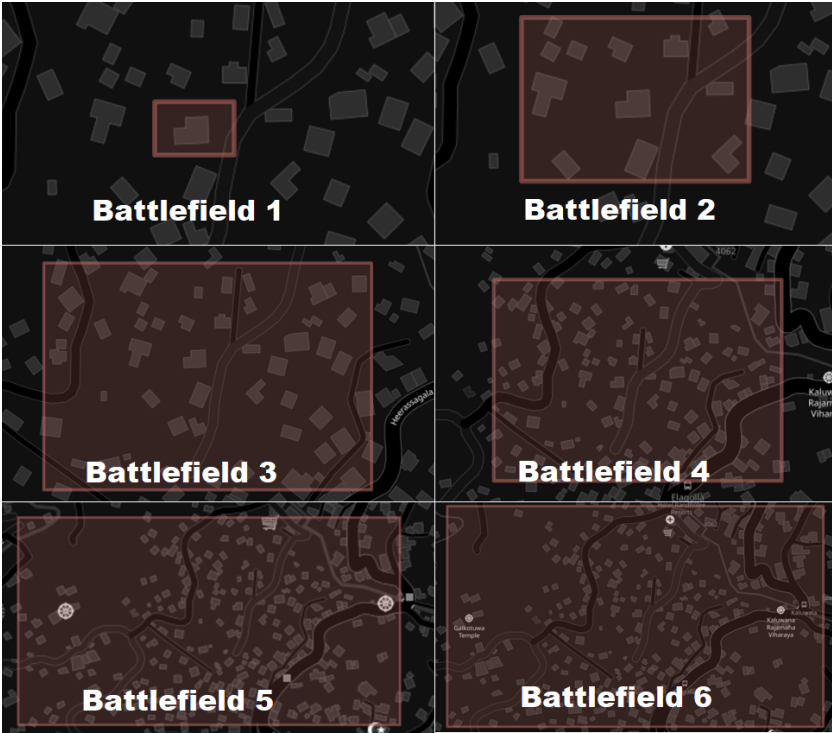 Battlefield 1
Battlefield 2
Heerassagala
Battlefield 3
4062
Kaluw
Rajam
Vihar
Battlefield 4
Elagolla
Battlefield 5
Galkotuwa
Temple
Kaluwana
Rajamaha
Viharaya
Battlefield 6